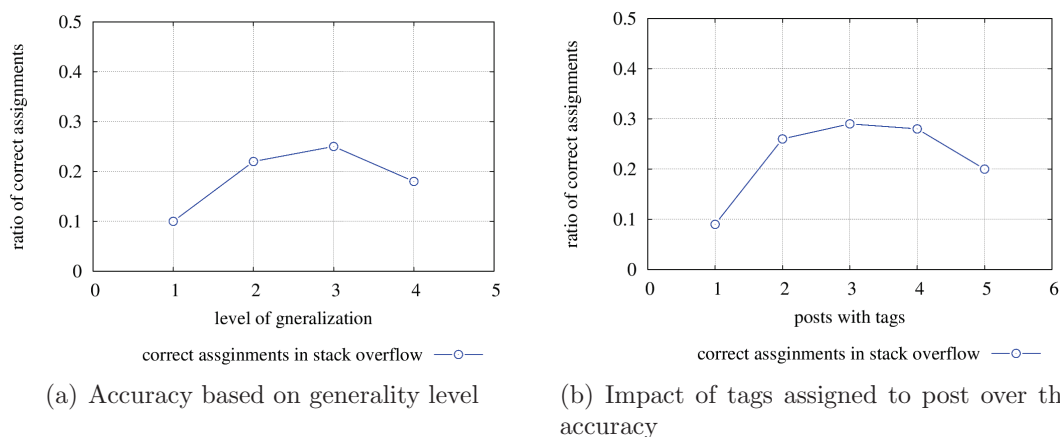 0.5
0.4
0.3
0.2
0.1
0
ratio of correct assignments
0 1 2 3 4 5
level of gneralization
correct assginments in stack overflow
(a) Accuracy based on generality level
0.5
0.4
0.3
0.2
0.1
0
ratio of correct assignments
0 1 2 3 4 5 6
posts with tags
correct assginments in stack overflow
(b) Impact of tags assigned to post over th
accuracy